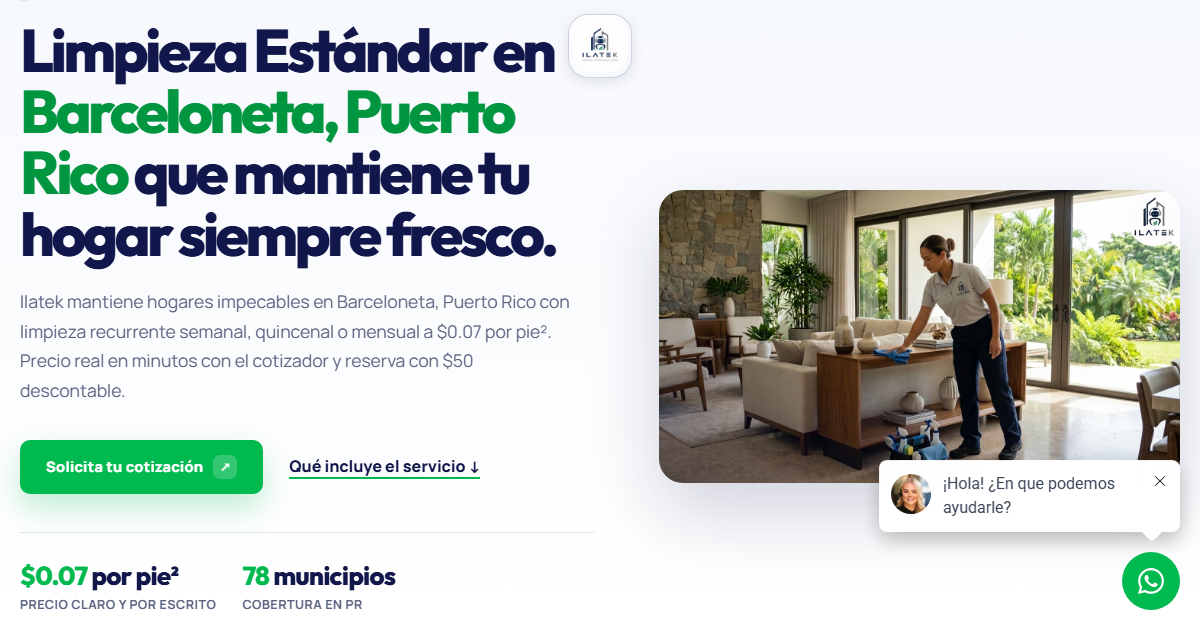 Limpieza Estándar en
ILATEK
Barceloneta, Puerto
Rico que mantiene tu
hogar siempre fresco.
Ilatek mantiene hogares impecables en Barceloneta, Puerto Rico con
limpieza recurrente semanal, quincenal o mensual a $0.07 por pie².
Precio real en minutos con el cotizador y reserva con $50
descontable.
Solicita tu cotización ↗
Qué incluye el servicio ↓
$0.07 por pie²
PRECIO CLARO Y POR ESCRITO
78 municipios
COBERTURA EN PR
ILATEK
ILATEK
¡Hola! ¿En que podemos
ayudarle?